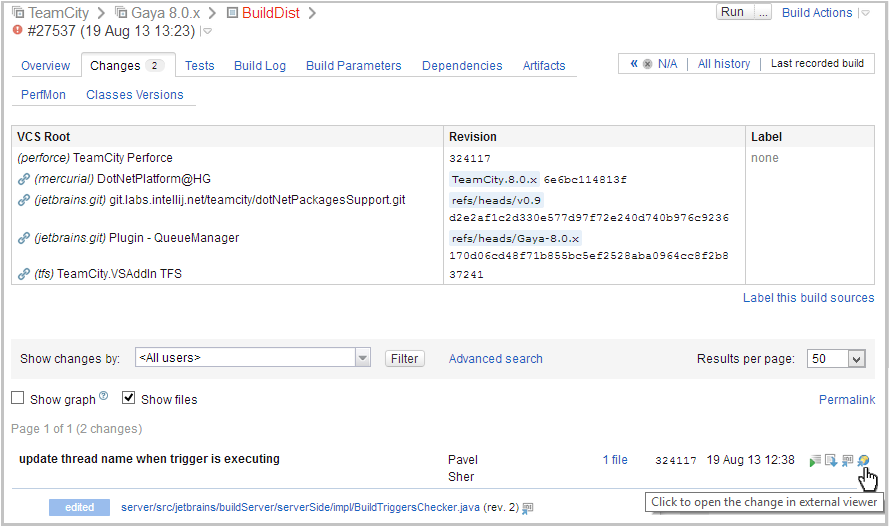 TeamCity > Gaya 8.0.x > BuildDist > Run ... Build Actions
#27537 (19 Aug 13 13:23)
Overview Changes 2 Tests Build Log Build Parameters Dependencies Artifacts « N/A All history Last recorded build
PerfMon Classes Versions
VCS Root Revision Label
(perforce) TeamCity Perforce 324117 none
(mercurial) DotNetPlatform@HG TeamCity.8.0.x 6e6bc114813f
(jetbrains.git) git.labs.intellij.net/teamcity/dotNetPackagesSupport.git refs/heads/v0.9
d2e2af1c2d330e577d97f72e240d740b976c9236
(jetbrains.git) Plugin - QueueManager refs/heads/Gaya-8.0.x
170d06cd48f71b855bc5ef2528aba0964cc8f2b8
(tfs) TeamCity.VSAddIn TFS 37241
Label this build sources
Show changes by: <All users> Filter Advanced search Results per page: 50
Show graph ? Show files Permalink
Page 1 of 1 (2 changes)
update thread name when trigger is executing Pavel 1 file 324117 19 Aug 13 12:38
Sher
Click to open the change in external viewer
edited server/src/jetbrains/buildServer/serverSide/impl/BuildTriggersChecker.java (rev. 2)